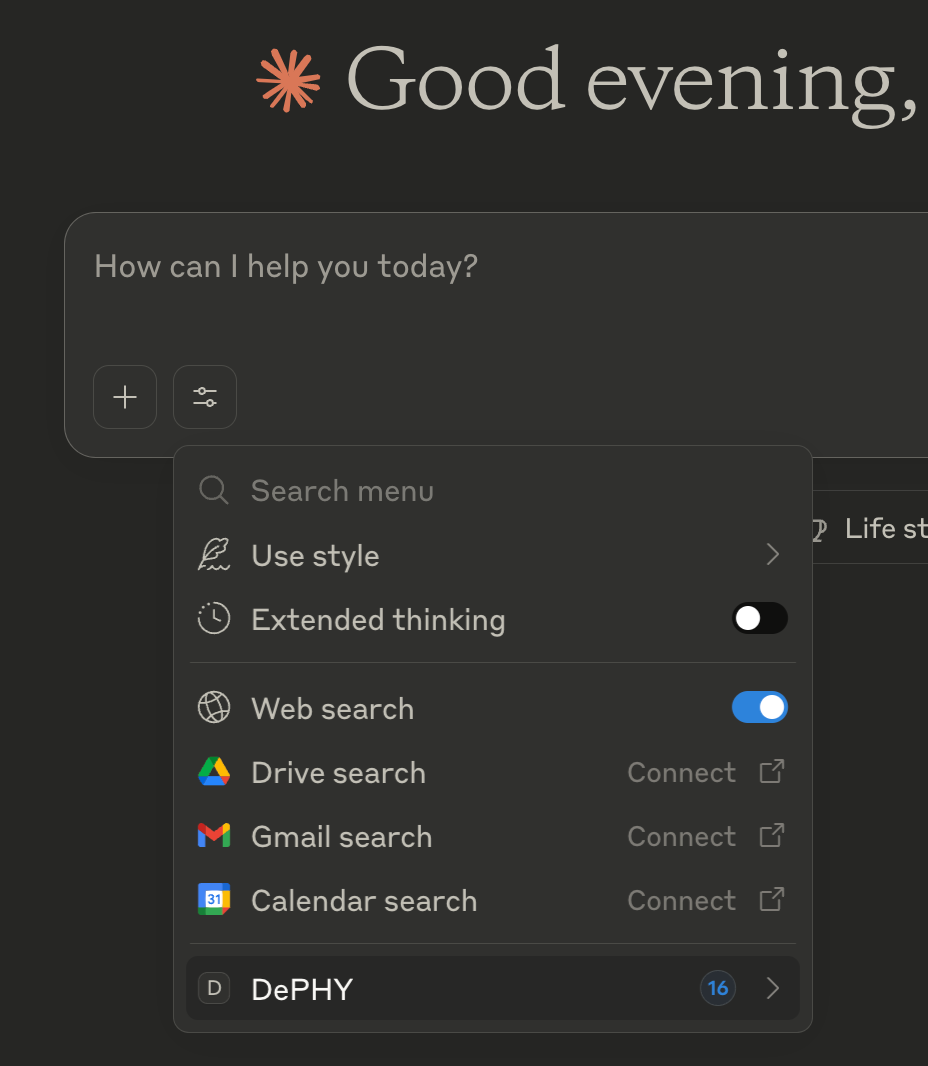 Good evening,
How can I help you today?
Search menu
Life st
Use style
Extended thinking
Web search
Drive search Connect
Gmail search Connect
31 Calendar search Connect
D DePHY 16